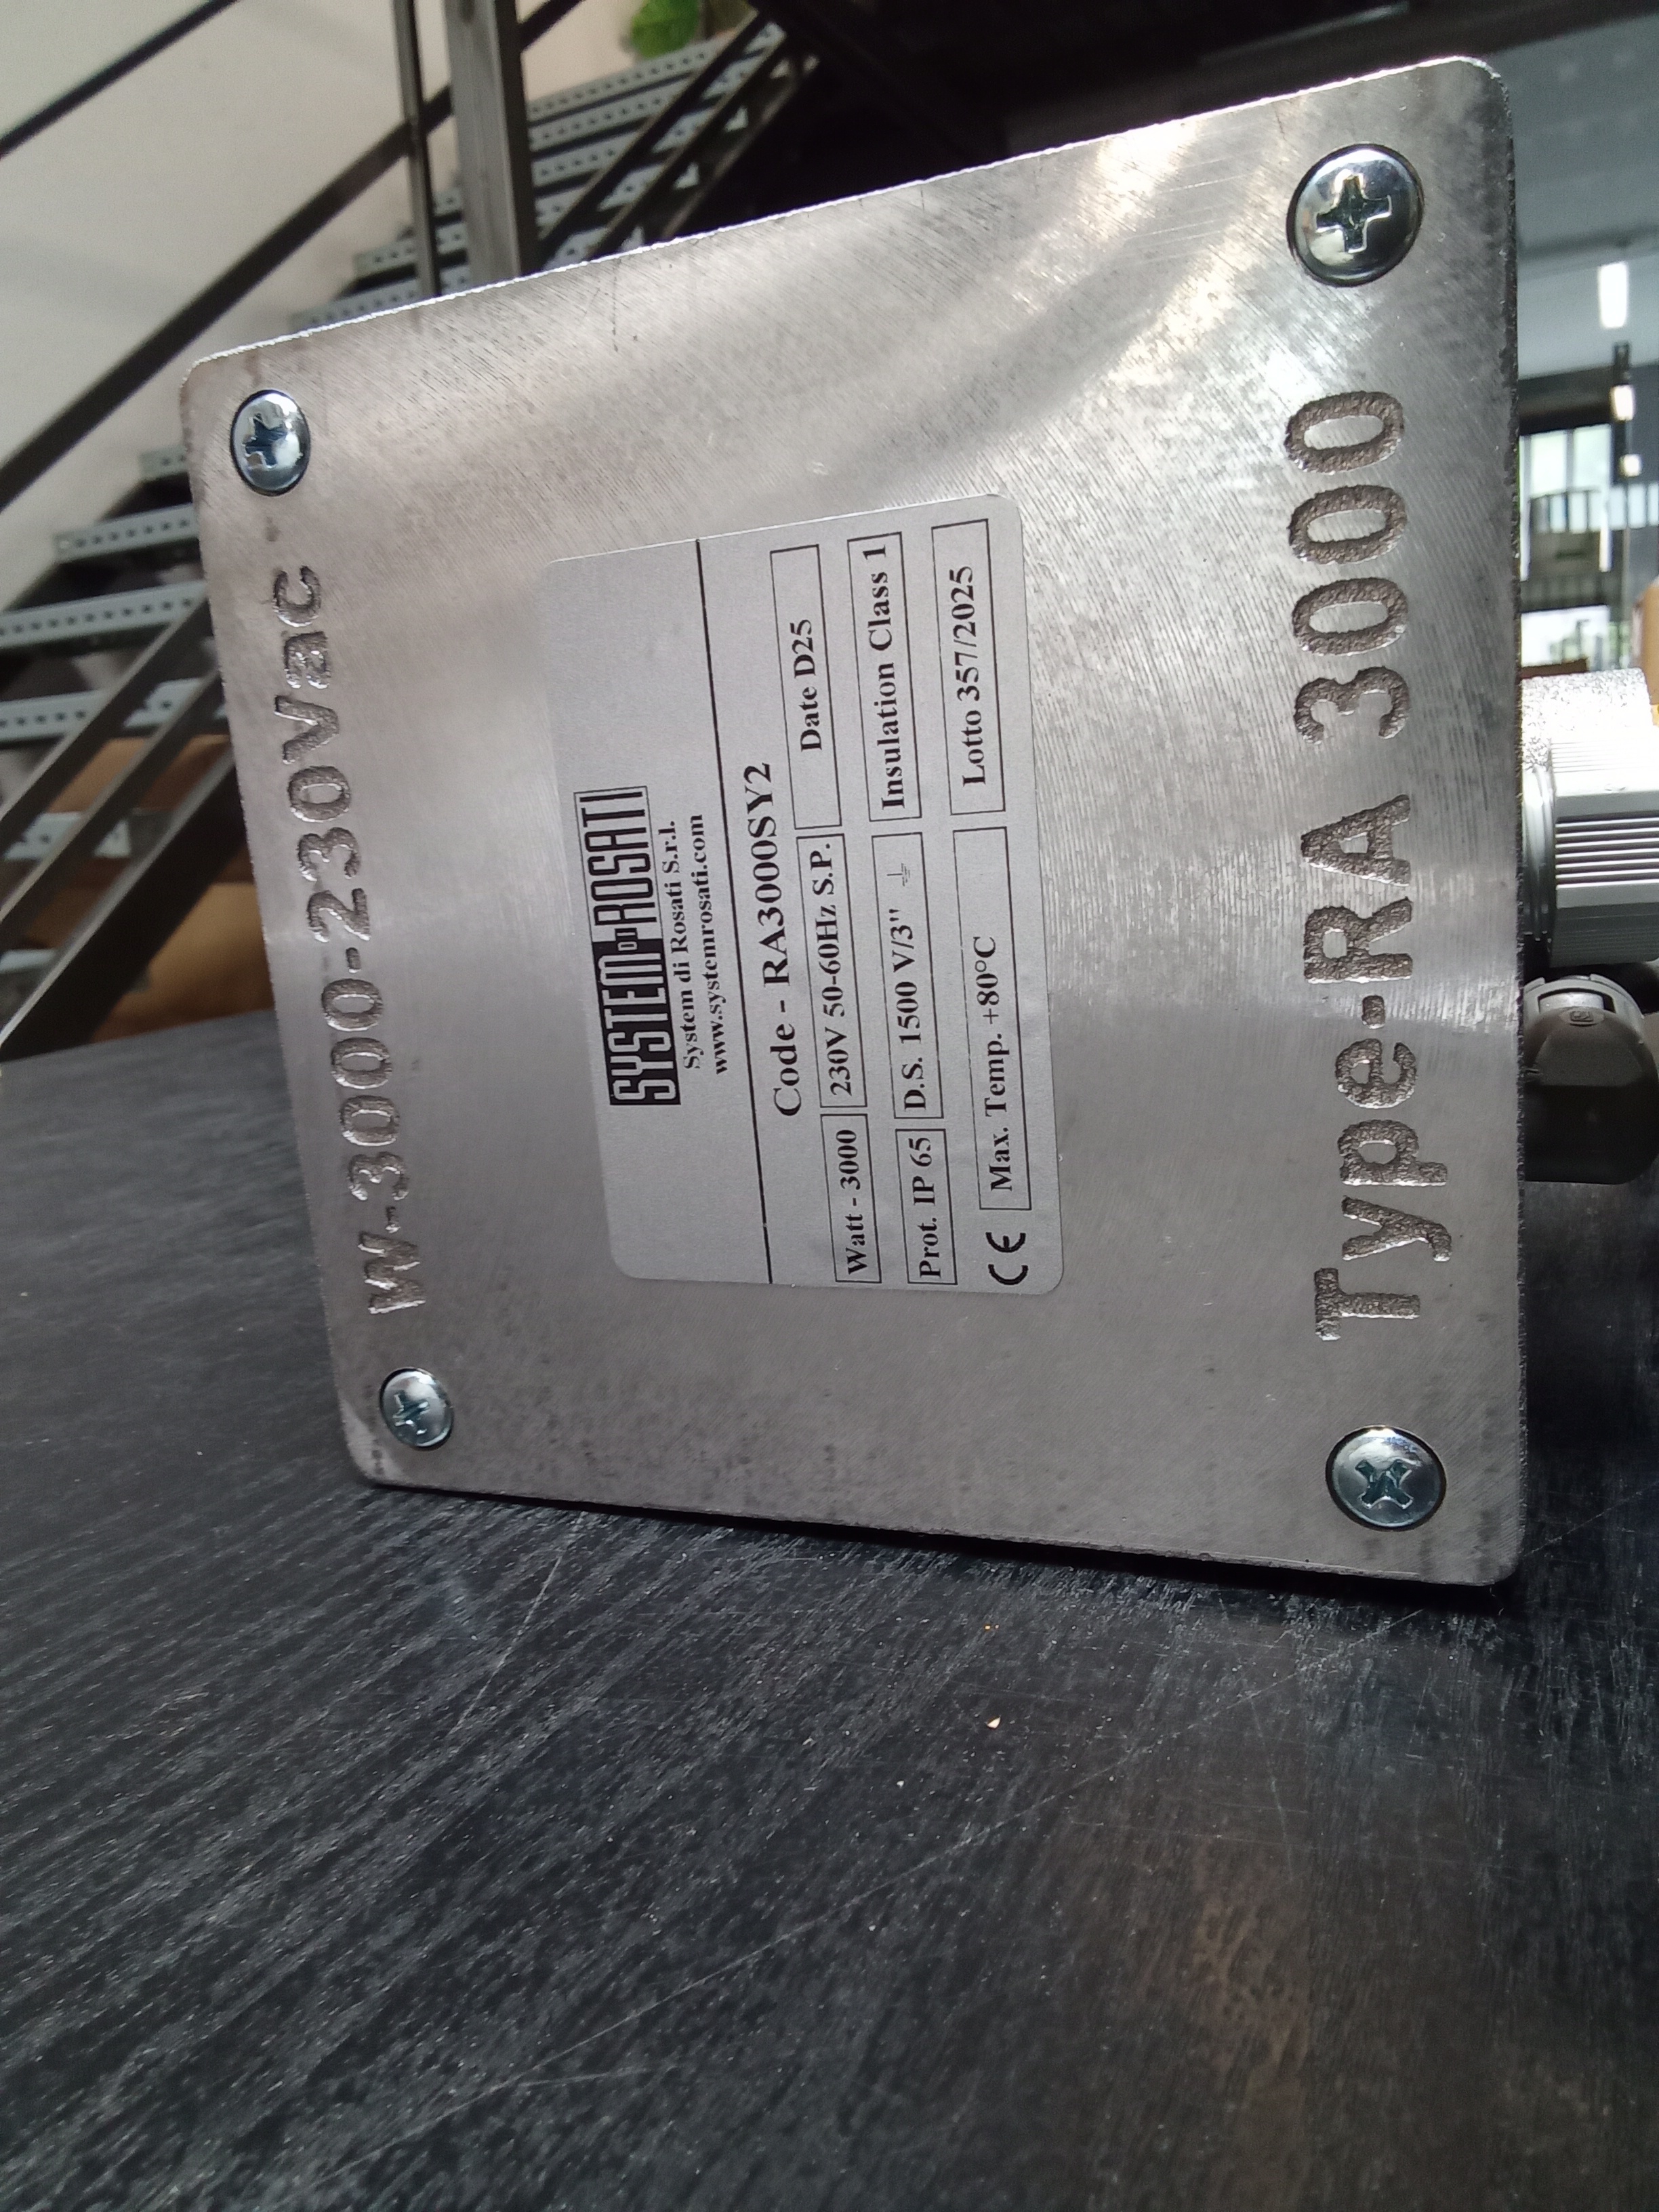 W-3000-230Vac
SYSTEM BY ROSATI
System di Rosati S.r.l.
www.systemrosati.com
Code - RA3000SY2
Watt - 3000 230V 50-60Hz S.P. Date D25
Prot. IP 65 D.S. 1500 V/3" Insulation Class 1
CE Max. Temp. +80°C Lotto 357/2025
Type-RA 3000